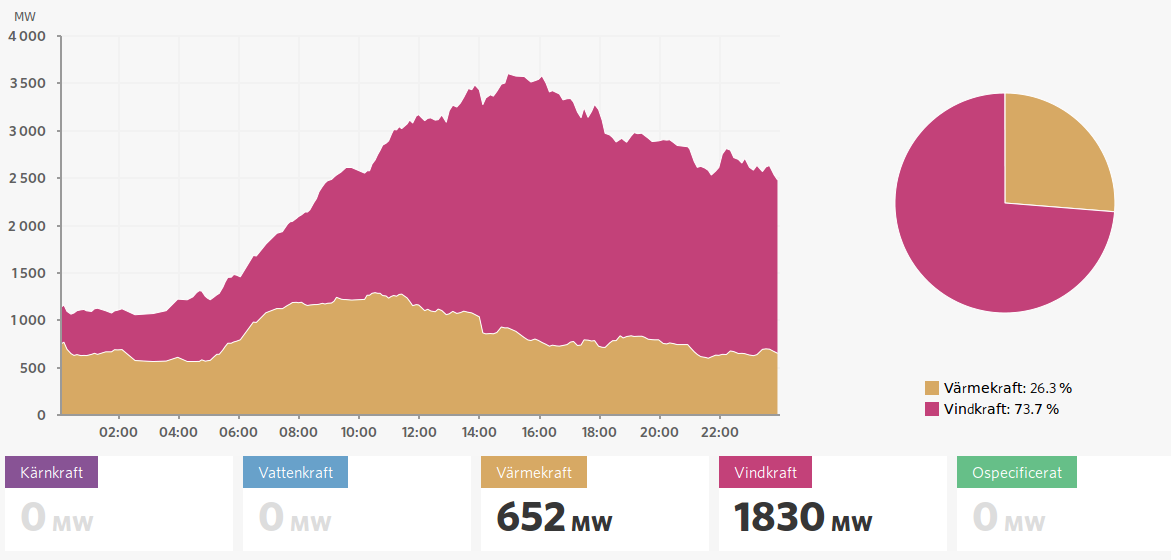 MW
4 000
3 500
3 000
2 500
2 000
1 500
1 000
500
0
02:00 04:00 06:00 08:00 10:00 12:00 14:00 16:00 18:00 20:00 22:00
Värmekraft: 26.3 %
Vindkraft: 73.7 %
Kärnkraft Vattenkraft Värmekraft Vindkraft Ospecificerat
0 MW 0 MW 652 MW 1830 MW 0 MW